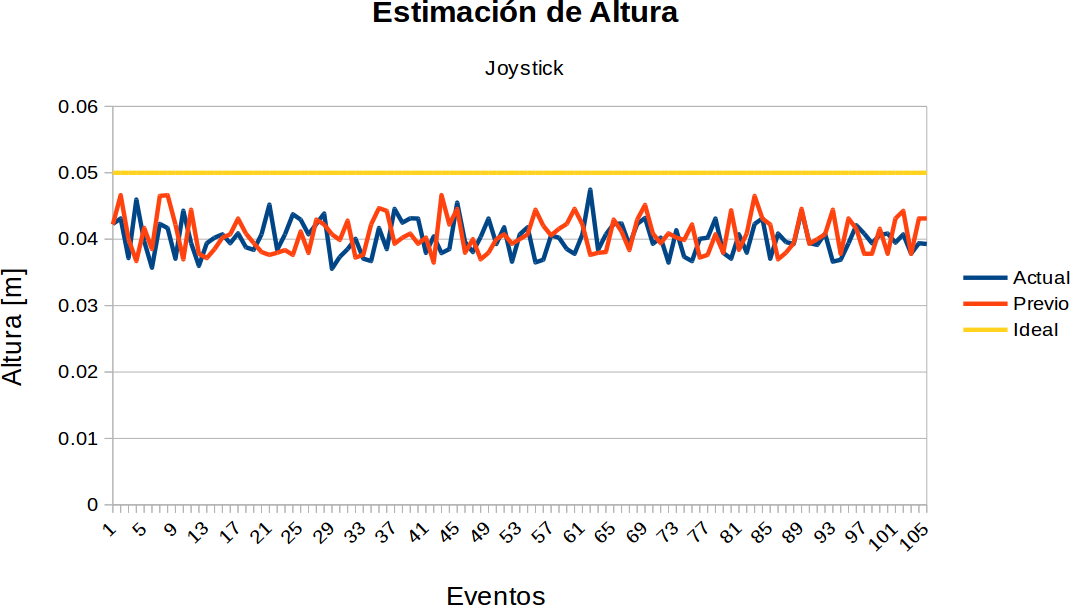 Estimación de Altura
Joystick
0.06
0.05
0.04
0.03
0.02
0.01
0
Altura [m]
1 5 9 13 17 21 25 29 33 37 41 45 49 53 57 61 65 69 73 77 81 85 89 93 97 101 105
Eventos
Actual
Previo
Ideal